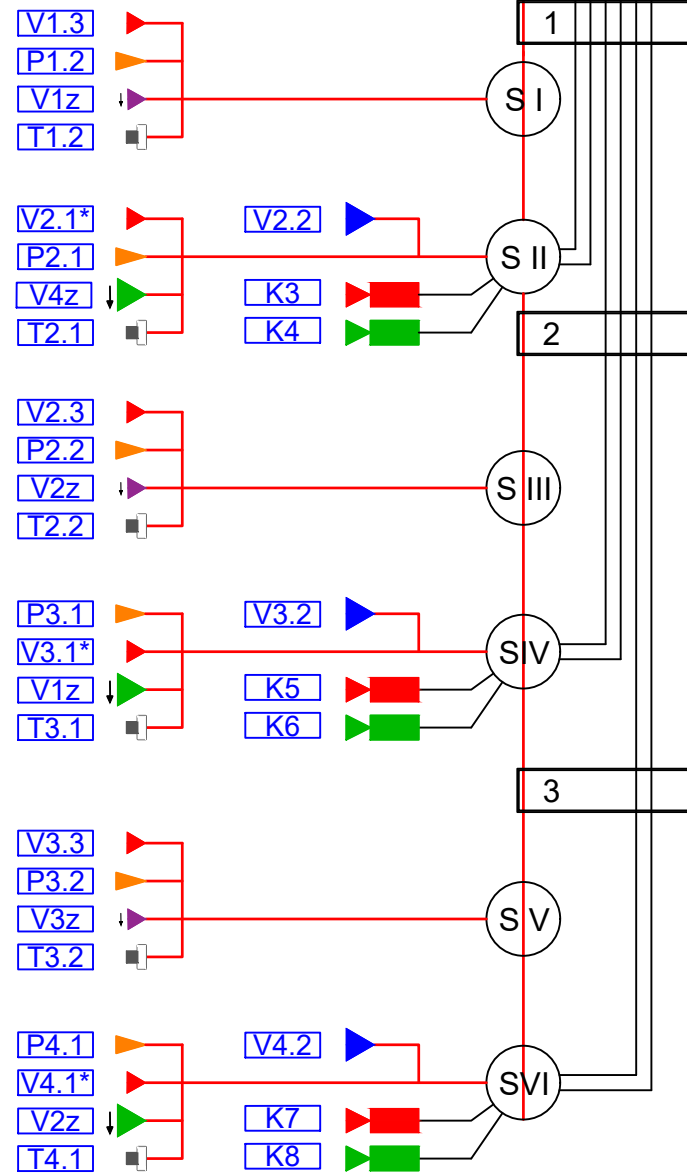 V1.3
1
P1.2
V1z
S I
T1.2
V2.1*
V2.2
P2.1
S II
V4z
K3
T2.1
K4
2
V2.3
P2.2
V2z
S III
T2.2
P3.1
V3.2
V3.1*
SIV
V1z
K5
T3.1
K6
3
V3.3
P3.2
V3z
S V
T3.2
P4.1
V4.2
V4.1*
SVI
V2z
K7
T4.1
K8